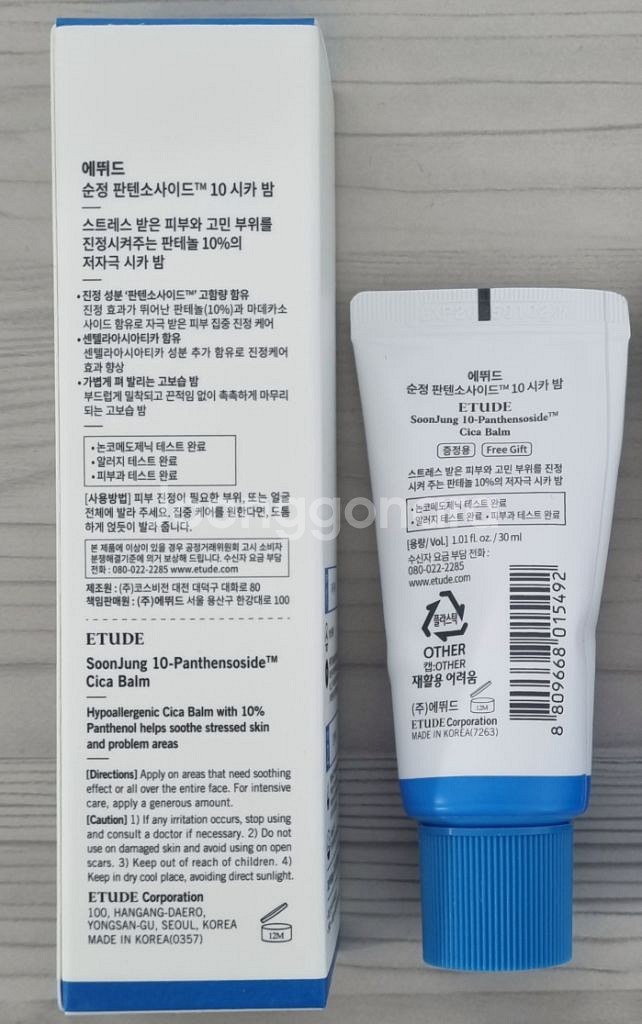 에뛰드
순정 판텐소사이드™ 10 시카 밤
스트레스 받은 피부와 고민 부위를
진정시켜주는 판테놀 10%의
저자극 시카 밤
• 진정 성분 '판텐소사이드™' 고함량 함유
진정 효과가 뛰어난 판테놀(10%)과 마데카소
사이드 함유로 자극 받은 피부 집중 진정 케어
• 센텔라아시아티카 함유
센텔라아시아티카 성분 추가 함유로 진정케어
효과 향상
• 가볍게 펴 발리는 고보습 밤
부드럽게 밀착되고 끈적임 없이 촉촉하게 마무리
되는 고보습 밤
• 논코메도제닉 테스트 완료
• 알러지 테스트 완료
• 피부과 테스트 완료
[사용방법] 피부 진정이 필요한 부위, 또는 얼굴
전체에 발라 주세요. 집중 케어를 원한다면, 도톰
하게 얹듯이 발라 줍니다.
본 제품에 이상이 있을 경우 공정거래위원회 고시 소비자
분쟁해결기준에 의거 보상해 드립니다. 수신자 요금 부담
전화 : 080-022-2285 www.etude.com
제조원 : (주)코스비전 대전 대덕구 대화로 80
책임판매원 : (주)에뛰드 서울 용산구 한강대로 100
ETUDE
SoonJung 10-Panthensoside™
Cica Balm
Hypoallergenic Cica Balm with 10%
Panthenol helps soothe stressed skin
and problem areas
[Directions] Apply on areas that need soothing
effect or all over the entire face. For intensive
care, apply a generous amount.
[Caution] 1) If any irritation occurs, stop using
and consult a doctor if necessary. 2) Do not
use on damaged skin and avoid using on open
scars. 3) Keep out of reach of children. 4)
Keep in dry cool place, avoiding direct sunlight.
ETUDE Corporation
100, HANGANG-DAERO,
YONGSAN-GU, SEOUL, KOREA
MADE IN KOREA(0357)
12M
에뛰드
순정 판텐소사이드™ 10 시카 밤
ETUDE
SoonJung 10-Panthensoside™
Cica Balm
증정용 Free Gift
스트레스 받은 피부와 고민 부위를 진정
시켜 주는 판테놀 10%의 저자극 시카 밤
• 논코메도제닉 테스트 완료
• 알러지 테스트 완료 • 피부과 테스트 완료
[용량/Vol.] 1.01 fl. oz. / 30 ml
수신자 요금 부담 전화 :
080-022-2285
www.etude.com
플라스틱
OTHER
캡:OTHER
재활용 어려움
(주)에뛰드
12M
ETUDE Corporation
MADE IN KOREA(7263)
8 809668 015492